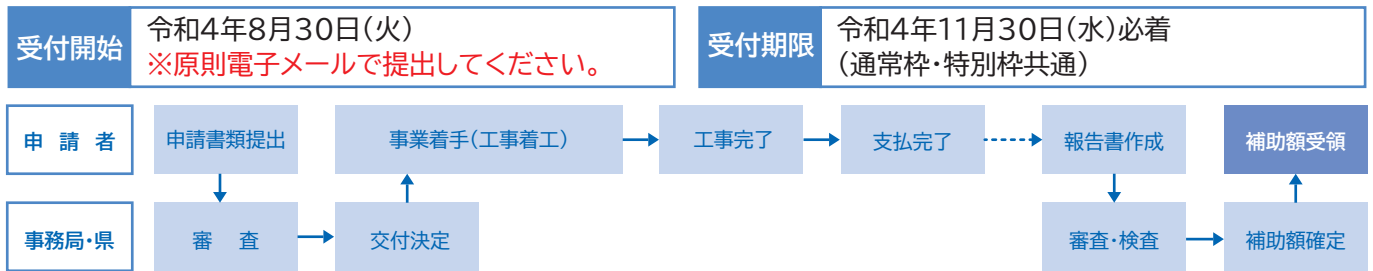 受付開始
令和4年8月30日(火)
※原則電子メールで提出してください。
受付期限
令和4年11月30日(水)必着
(通常枠・特別枠共通)
申請者
申請書類提出
事業着手(工事着工)
工事完了
支払完了
報告書作成
補助額受領
事務局・県
審査
交付決定
審査・検査
補助額確定